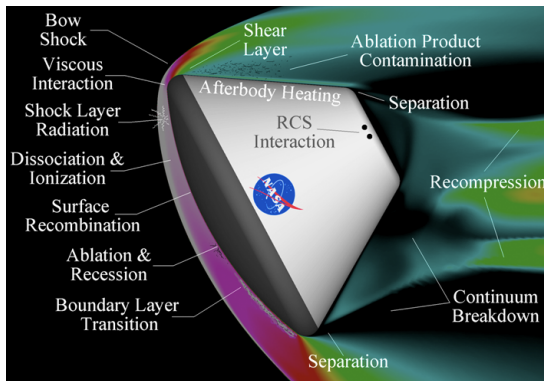 Bow
Shock
Shear
Layer
Ablation Product
Contamination
Viscous
Interaction
Afterbody Heating
Separation
Shock Layer
Radiation
RCS
Interaction
Dissociation &
Ionization
Recompression
NASA
Surface
Recombination
Ablation &
Recession
Boundary Layer
Transition
Continuum
Breakdown
Separation